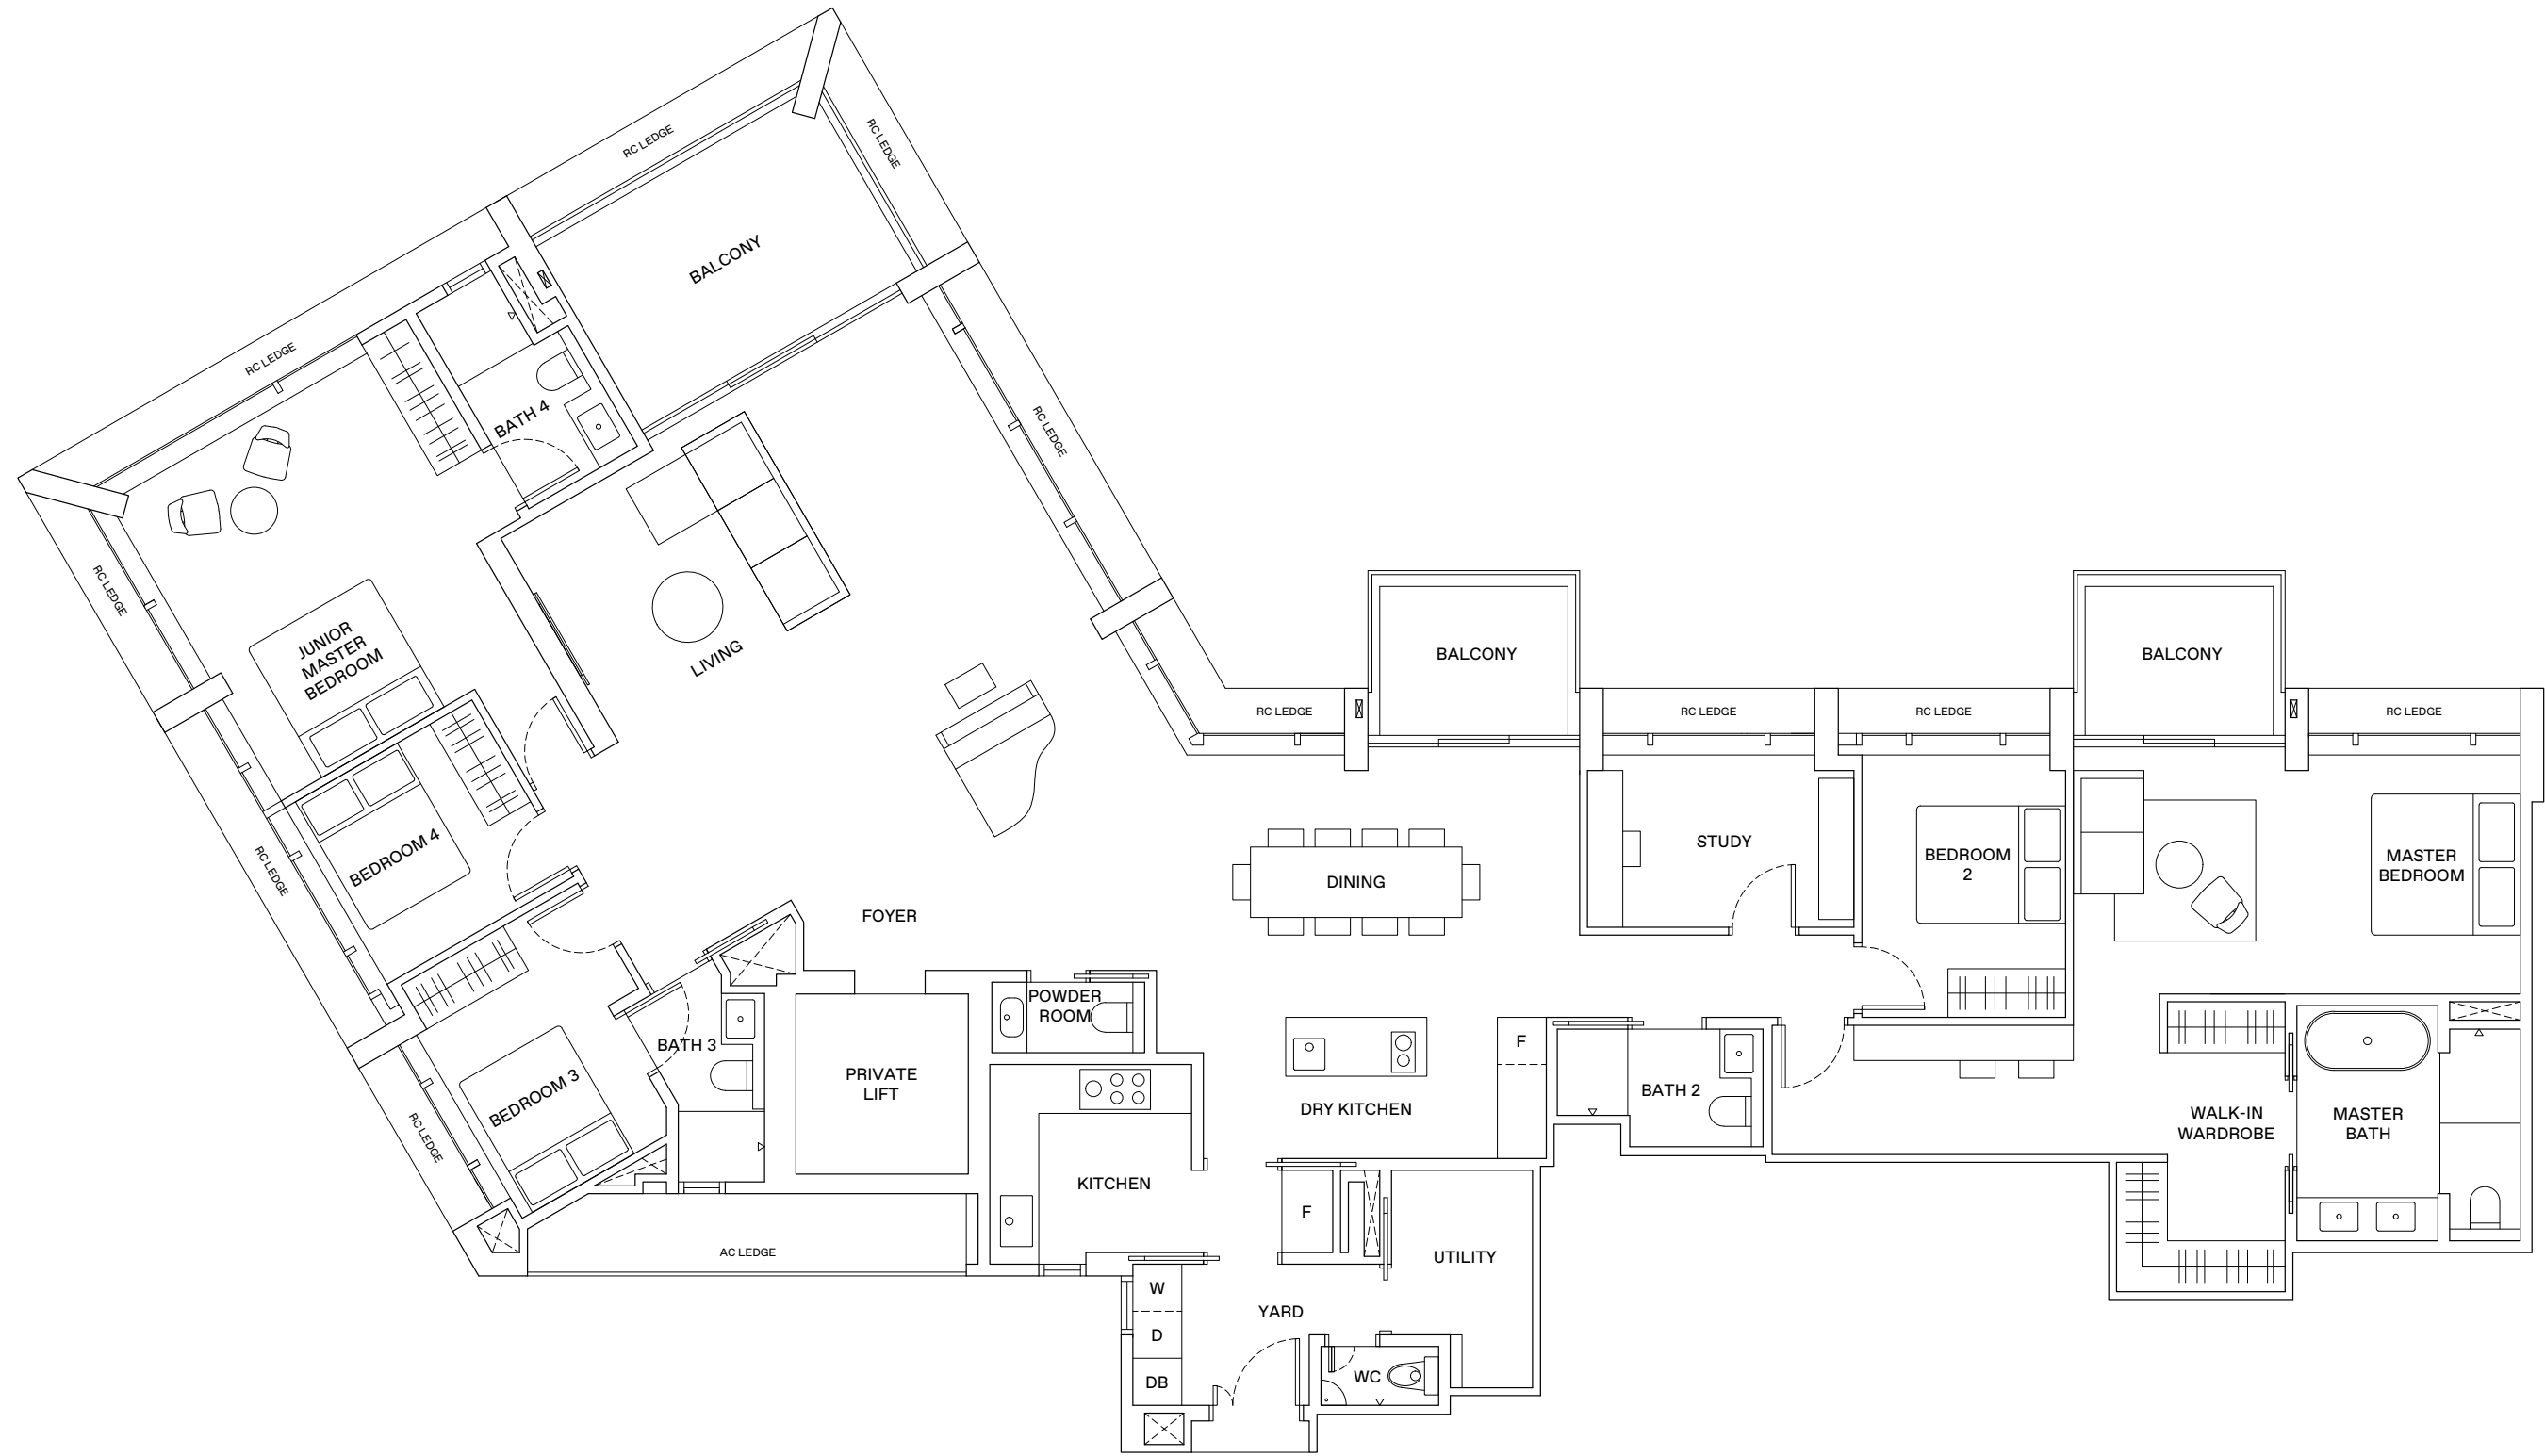 RC LEDGE
RC LEDGE
BALCONY
RC LEDGE
BATH 4
RC LEDGE
RC LEDGE
JUNIOR
MASTER
BEDROOM
LIVING
BALCONY
BALCONY
RC LEDGE
RC LEDGE
RC LEDGE
RC LEDGE
BEDROOM 4
RC LEDGE
STUDY
BEDROOM
2
MASTER
BEDROOM
DINING
FOYER
POWDER
ROOM
BATH 3
F
PRIVATE
LIFT
BATH 2
BEDROOM 3
RC LEDGE
DRY KITCHEN
WALK-IN
WARDROBE
MASTER
BATH
KITCHEN
F
AC LEDGE
UTILITY
W
YARD
D
DB
WC